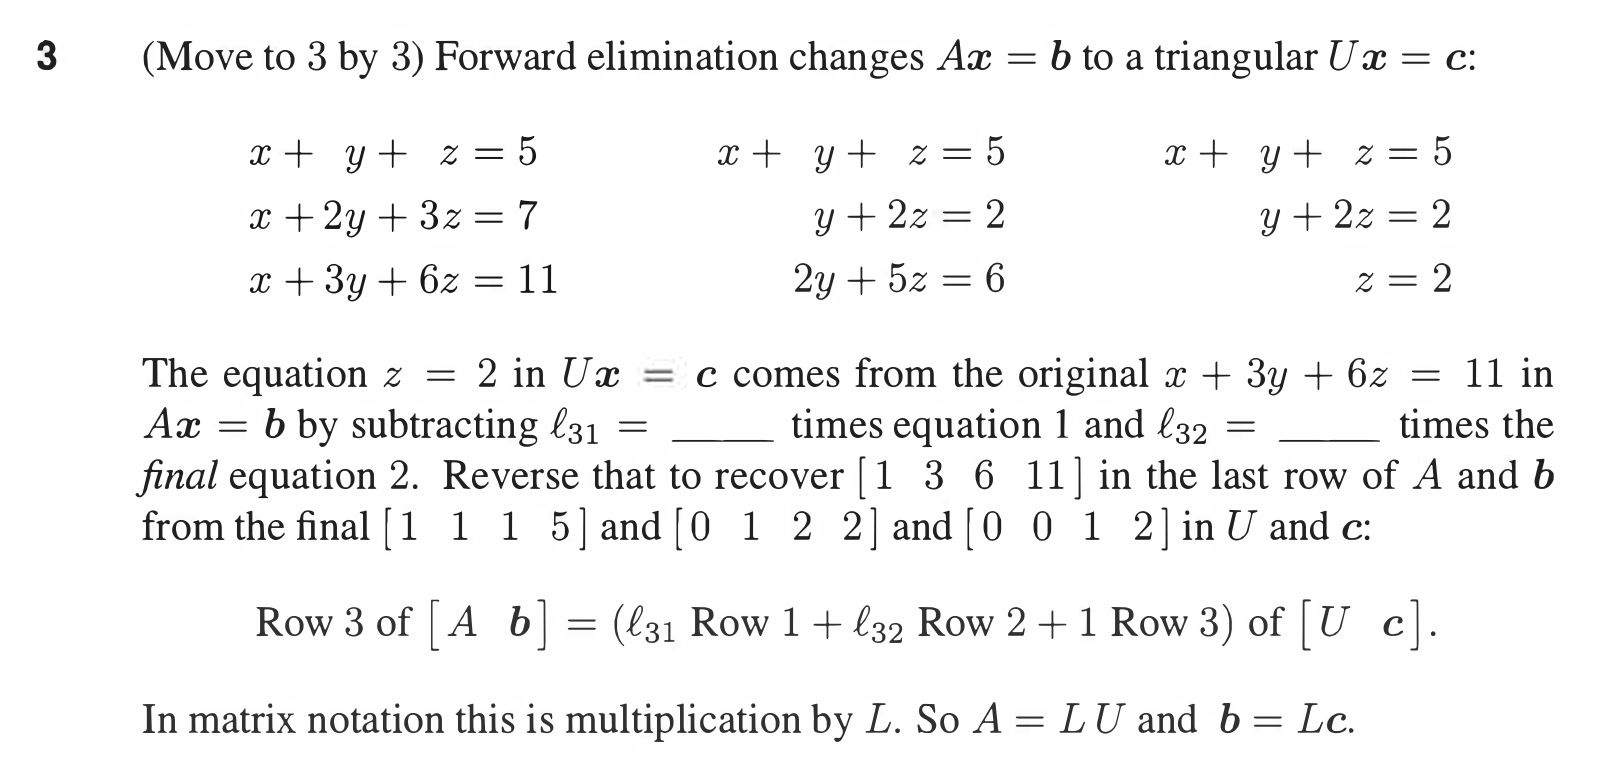 3 (Move to 3 by 3) Forward elimination changes Ax = b to a triangular Ux = c:
x + y + z = 5 x + y + z = 5 x + y + z = 5
x + 2y + 3z = 7 y + 2z = 2 y + 2z = 2
x + 3y + 6z = 11 2y + 5z = 6 z = 2
The equation z = 2 in Ux = c comes from the original x + 3y + 6z = 11 in
Ax = b by subtracting ℓ₃₁ = ____ times equation 1 and ℓ₃₂ = ____ times the
final equation 2. Reverse that to recover [1 3 6 11] in the last row of A and b
from the final [1 1 1 5] and [0 1 2 2] and [0 0 1 2] in U and c:
Row 3 of [A b] = (ℓ₃₁ Row 1 + ℓ₃₂ Row 2 + 1 Row 3) of [U c].
In matrix notation this is multiplication by L. So A = LU and b = Lc.